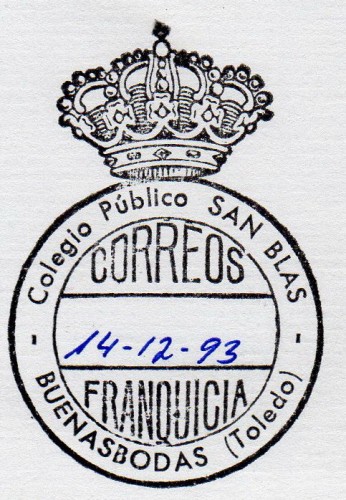 Colegio Público SAN BLAS
CORREOS
14-12-93
FRANQUICIA
BUENASBODAS (Toledo)